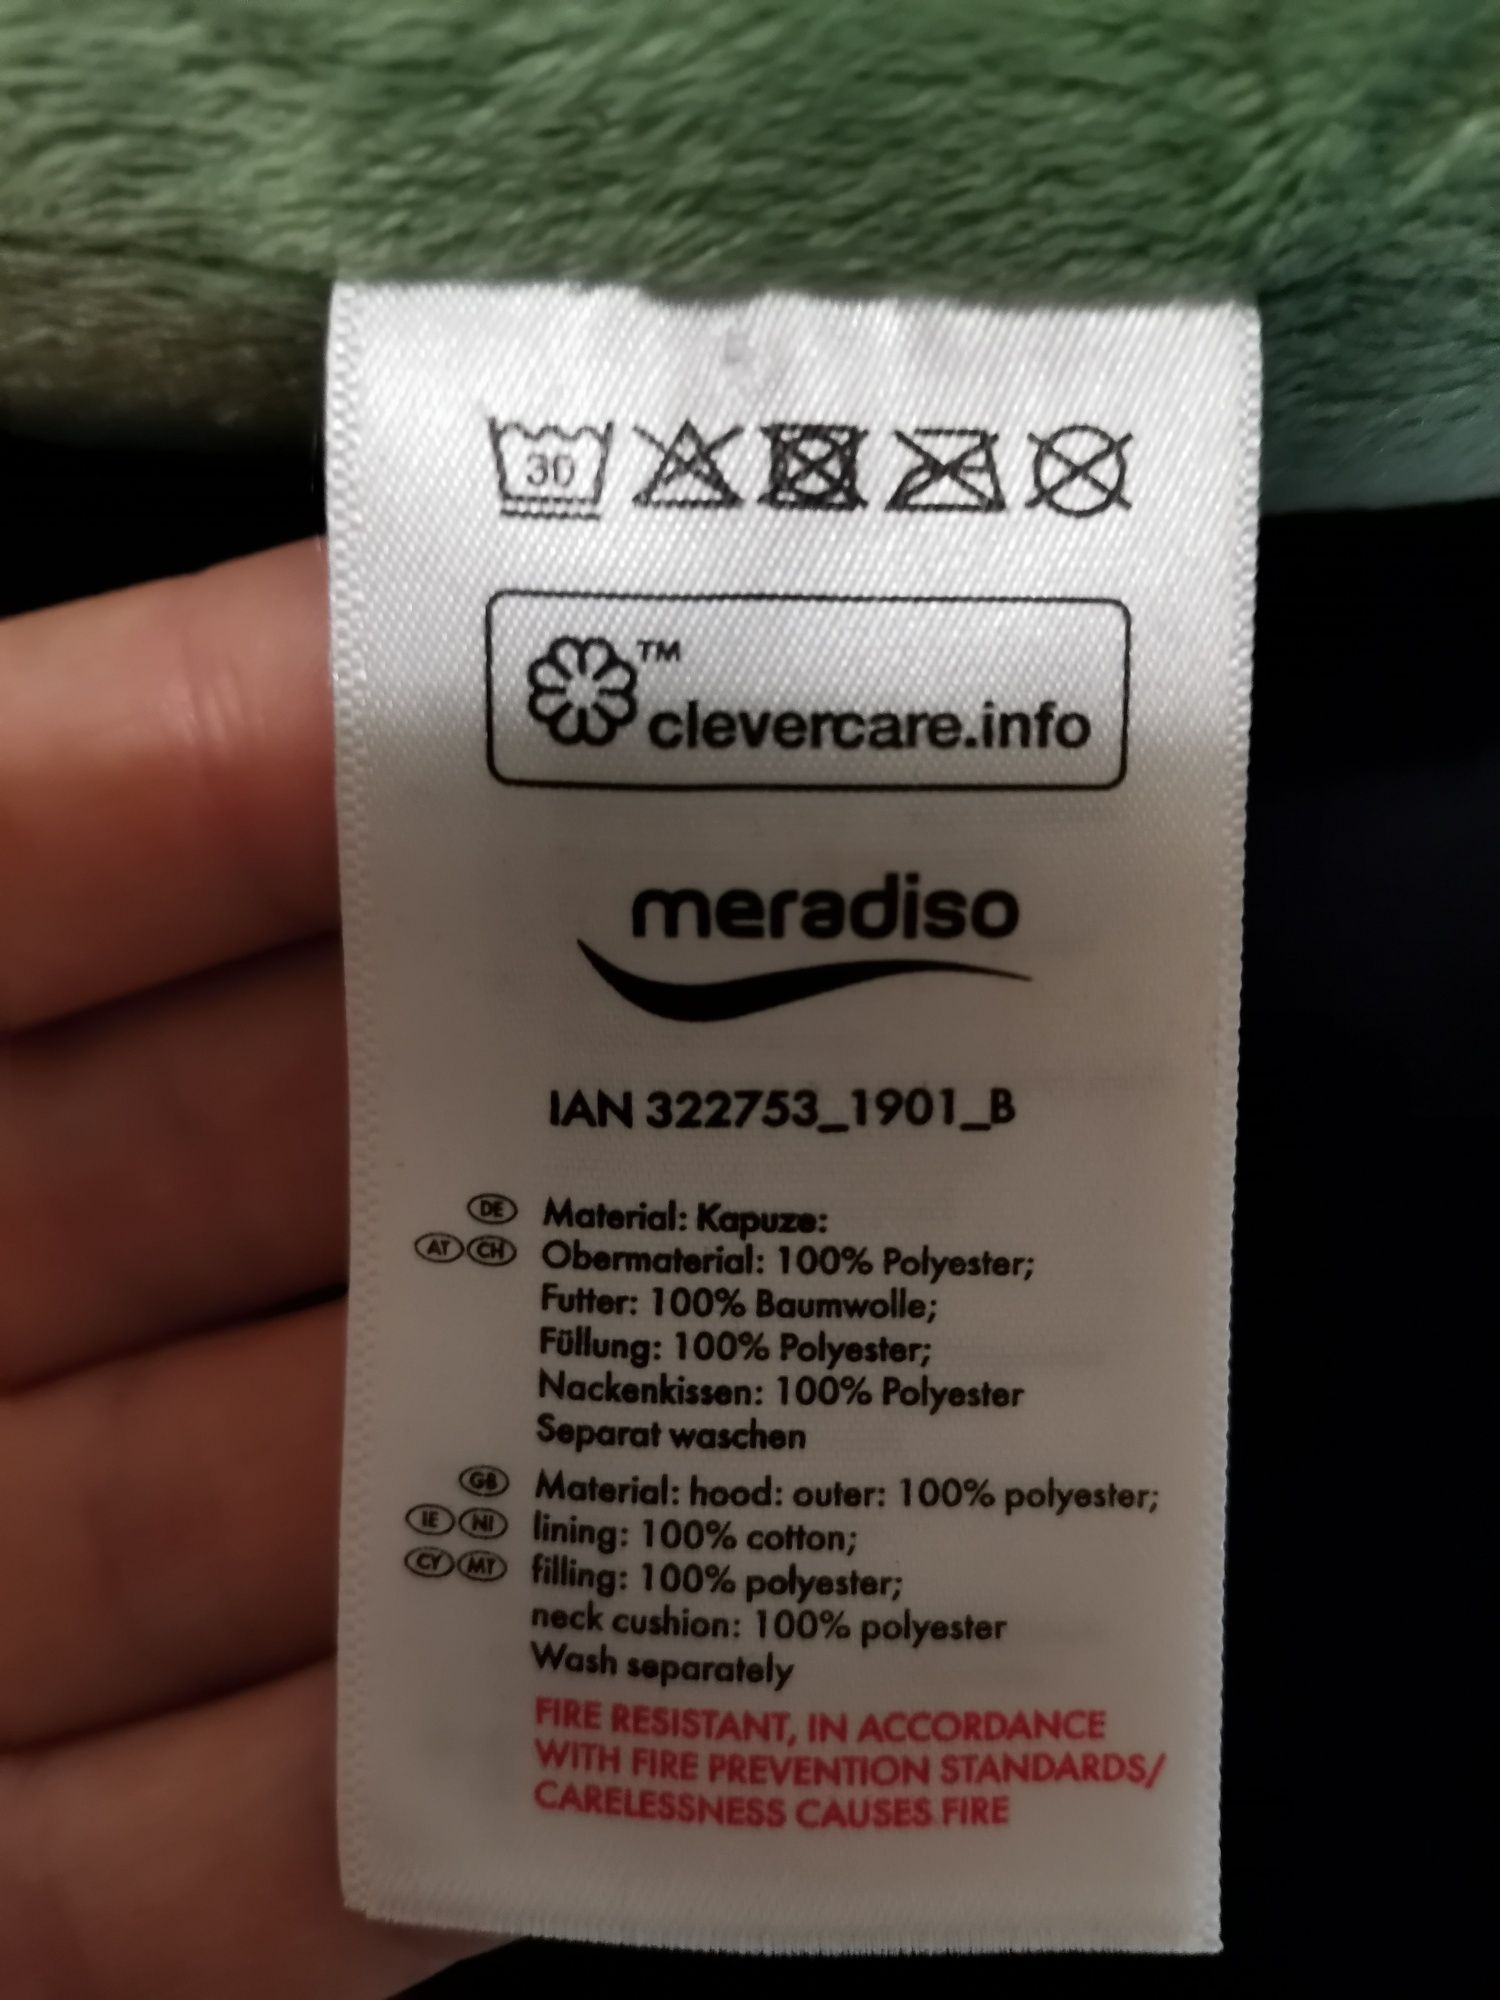 30
TM
clevercare.info
meradiso
IAN 322753_1901_B
DE Material: Kapuze:
AT CH Obermaterial: 100% Polyester;
Futter: 100% Baumwolle;
Füllung: 100% Polyester;
Nackenkissen: 100% Polyester
Separat waschen
GB Material: hood: outer: 100% polyester;
IE NI lining: 100% cotton;
CY MT filling: 100% polyester;
neck cushion: 100% polyester
Wash separately
FIRE RESISTANT, IN ACCORDANCE
WITH FIRE PREVENTION STANDARDS/
CARELESSNESS CAUSES FIRE